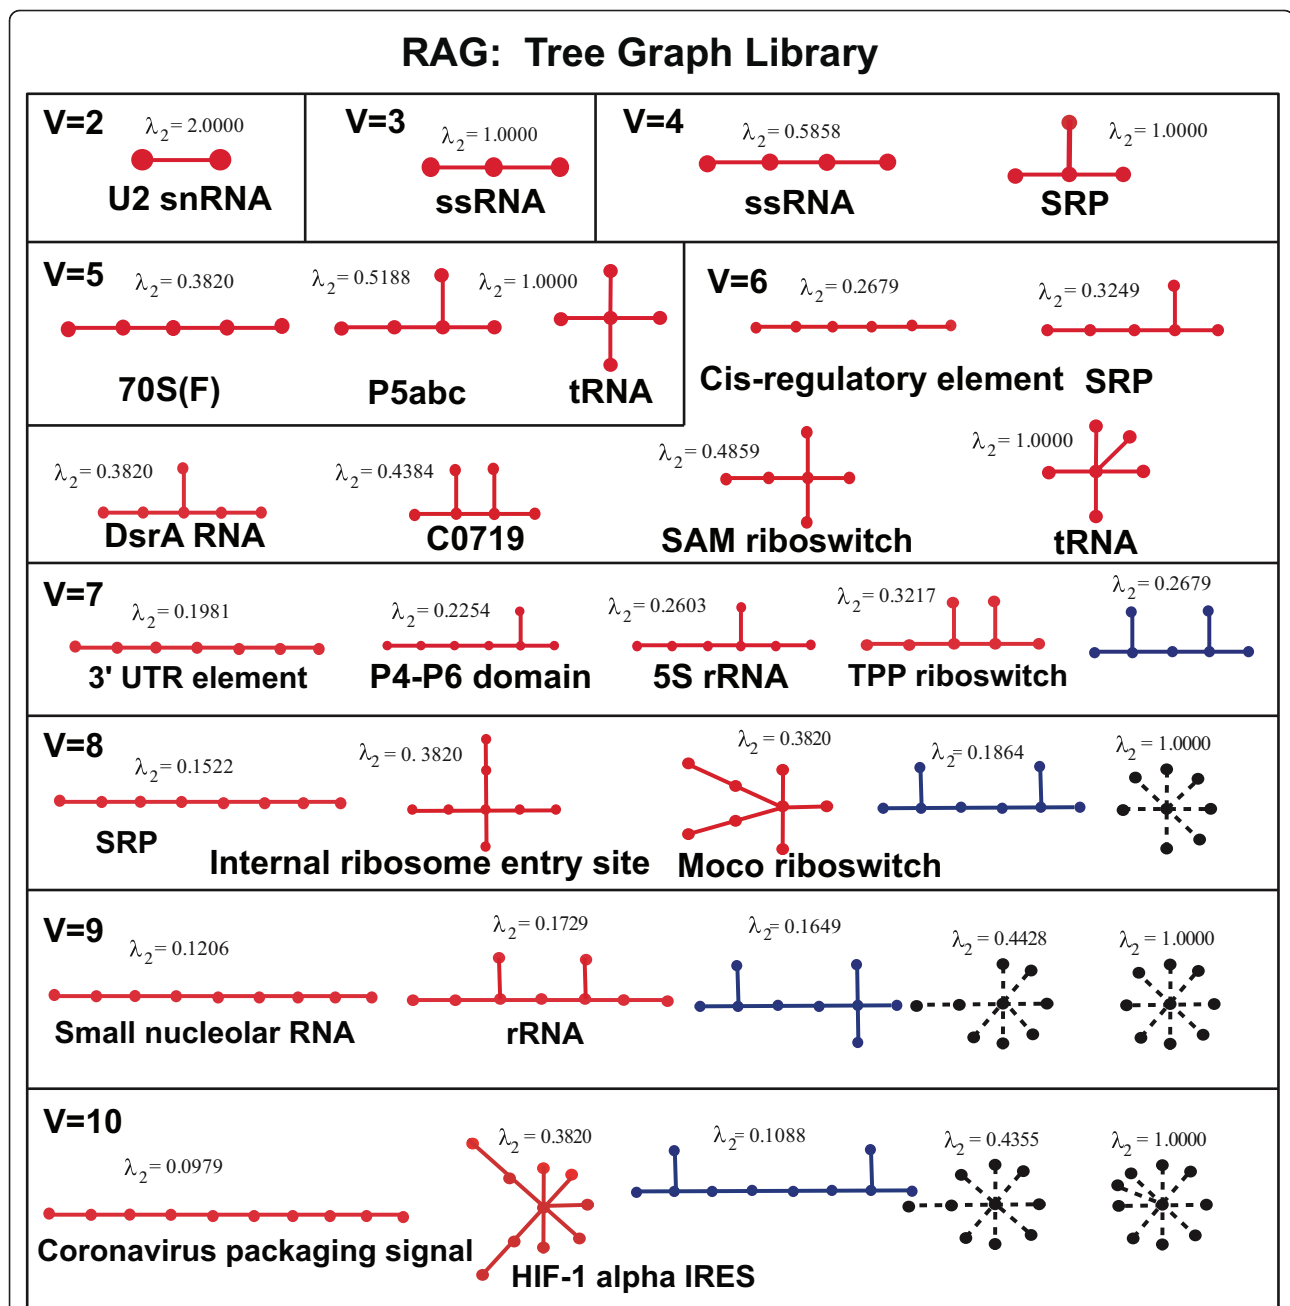 RAG: Tree Graph Library
V=2
λ2 = 2.0000
U2 snRNA
V=3
λ2 = 1.0000
ssRNA
V=4
λ2 = 0.5858
ssRNA
λ2 = 1.0000
SRP
V=5
λ2 = 0.3820
70S(F)
λ2 = 0.5188
P5abc
λ2 = 1.0000
tRNA
V=6
λ2 = 0.2679
Cis-regulatory element
λ2 = 0.3249
SRP
λ2 = 0.3820
DsrA RNA
λ2 = 0.4384
C0719
λ2 = 0.4859
SAM riboswitch
λ2 = 1.0000
tRNA
V=7
λ2 = 0.1981
3' UTR element
λ2 = 0.2254
P4-P6 domain
λ2 = 0.2603
5S rRNA
λ2 = 0.3217
TPP riboswitch
λ2 = 0.2679
V=8
λ2 = 0.1522
SRP
λ2 = 0. 3820
Internal ribosome entry site
λ2 = 0.3820
Moco riboswitch
λ2 = 0.1864
λ2 = 1.0000
V=9
λ2 = 0.1206
Small nucleolar RNA
λ2 = 0.1729
rRNA
λ2 = 0.1649
λ2 = 0.4428
λ2 = 1.0000
V=10
λ2 = 0.0979
Coronavirus packaging signal
λ2 = 0.3820
HIF-1 alpha IRES
λ2 = 0.1088
λ2 = 0.4355
λ2 = 1.0000